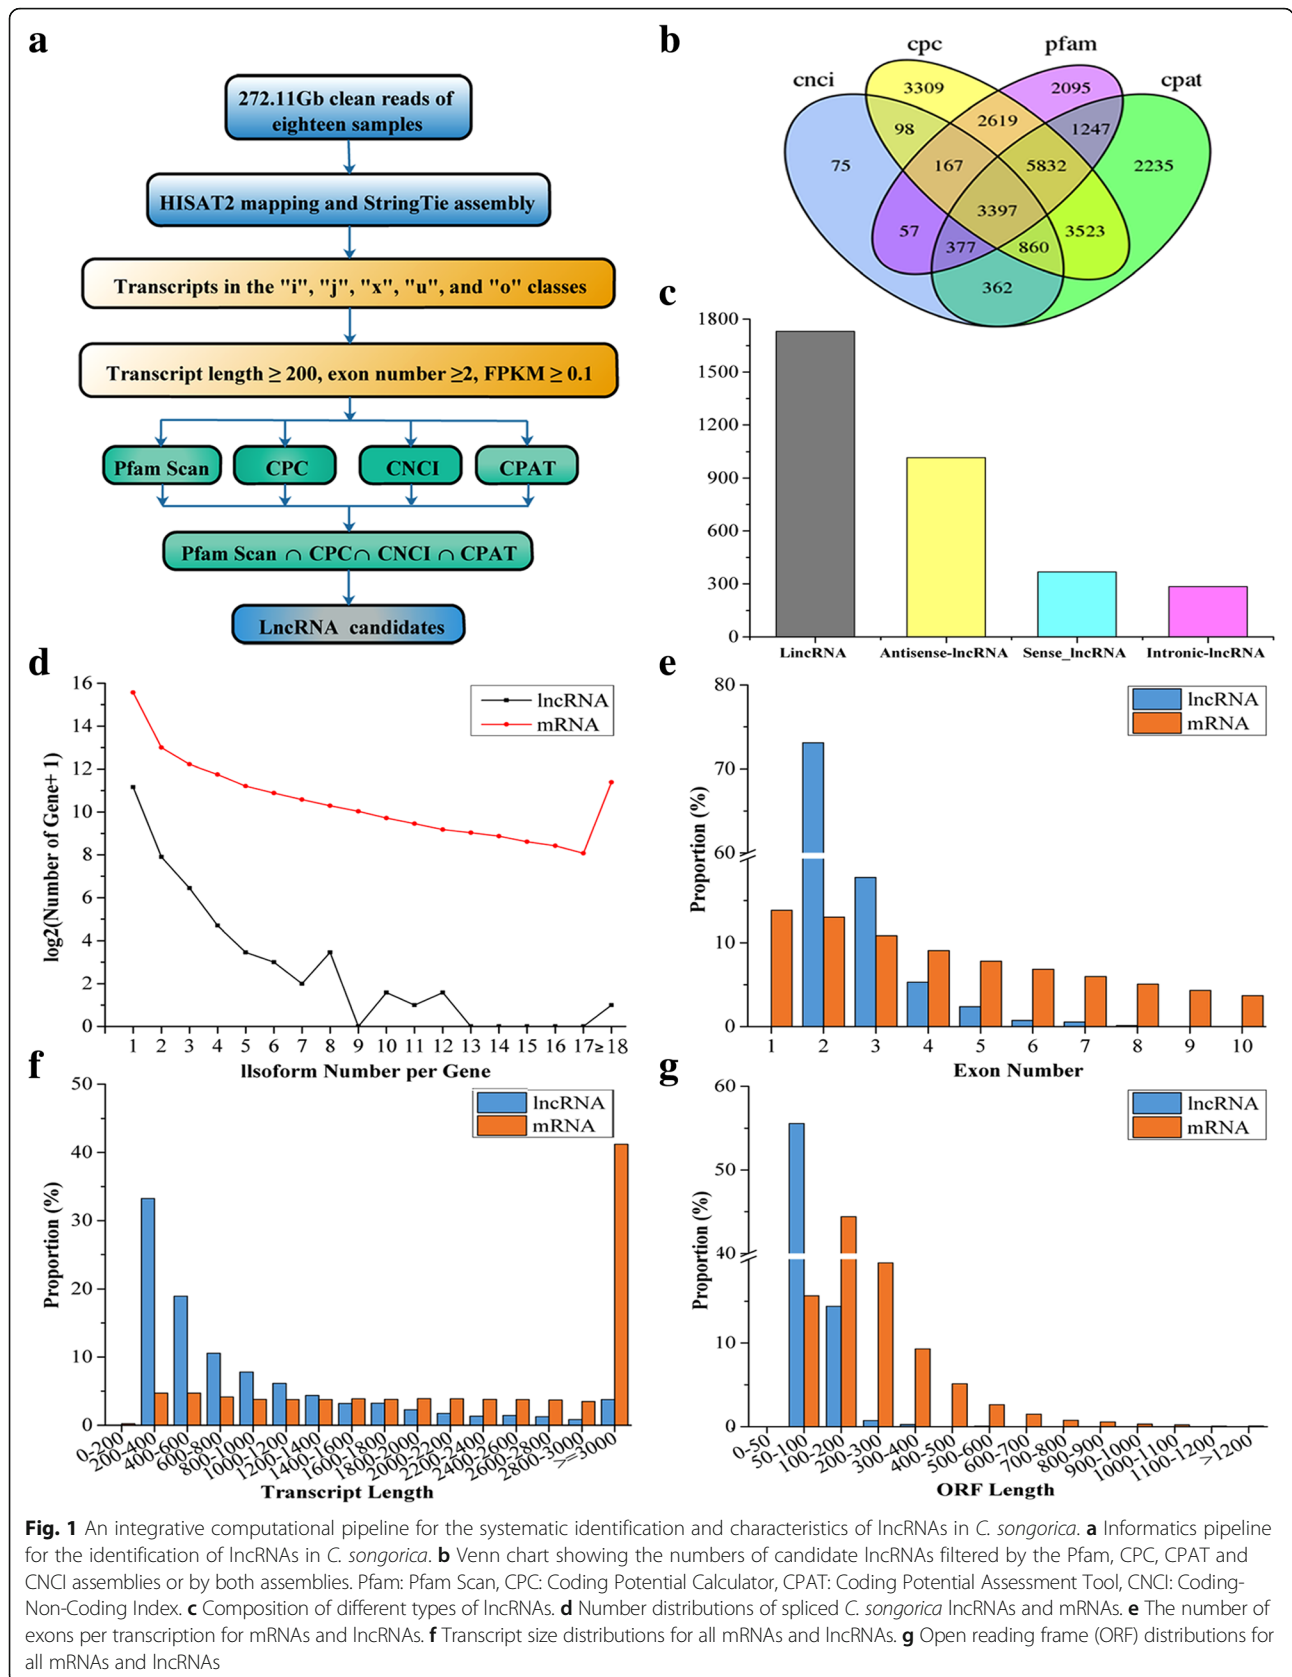 a
272.11Gb clean reads of
eighteen samples
HISAT2 mapping and StringTie assembly
Transcripts in the "i", "j", "x", "u", and "o" classes
Transcript length ≥ 200, exon number ≥2, FPKM ≥ 0.1
Pfam Scan CPC CNCI CPAT
Pfam Scan ∩ CPC∩ CNCI ∩ CPAT
LncRNA candidates
b
cnci cpc pfam cpat
3309 2095
98 2619 1247
75 167 5832 2235
3397
57 377 860 3523
362
c
1800
1500
1200
900
600
300
0
LincRNA Antisense-lncRNA Sense_lncRNA Intronic-lncRNA
d
log2(Number of Gene+ 1)
16
14
12
10
8
6
4
2
0
lncRNA
mRNA
1 2 3 4 5 6 7 8 9 10 11 12 13 14 15 16 17 ≥18
Ilsoform Number per Gene
e
Proportion (%)
80
70
60
10
0
lncRNA
mRNA
1 2 3 4 5 6 7 8 9 10
Exon Number
f
Proportion (%)
50
40
30
20
10
0
lncRNA
mRNA
0-200 200-400 400-600 600-800 800-1000 1000-1200 1200-1400 1400-1600 1600-1800 1800-2000 2000-2200 2200-2400 2400-2600 2600-2800 2800-3000 >=3000
Transcript Length
g
Proportion (%)
60
50
40
10
0
lncRNA
mRNA
0-50 50-100 100-200 200-300 300-400 400-500 500-600 600-700 700-800 800-900 900-1000 1000-1100 1100-1200 >1200
ORF Length
Fig. 1 An integrative computational pipeline for the systematic identification and characteristics of lncRNAs in C. songorica. a Informatics pipeline
for the identification of lncRNAs in C. songorica. b Venn chart showing the numbers of candidate lncRNAs filtered by the Pfam, CPC, CPAT and
CNCI assemblies or by both assemblies. Pfam: Pfam Scan, CPC: Coding Potential Calculator, CPAT: Coding Potential Assessment Tool, CNCI: Coding-
Non-Coding Index. c Composition of different types of lncRNAs. d Number distributions of spliced C. songorica lncRNAs and mRNAs. e The number of
exons per transcription for mRNAs and lncRNAs. f Transcript size distributions for all mRNAs and lncRNAs. g Open reading frame (ORF) distributions for
all mRNAs and lncRNAs